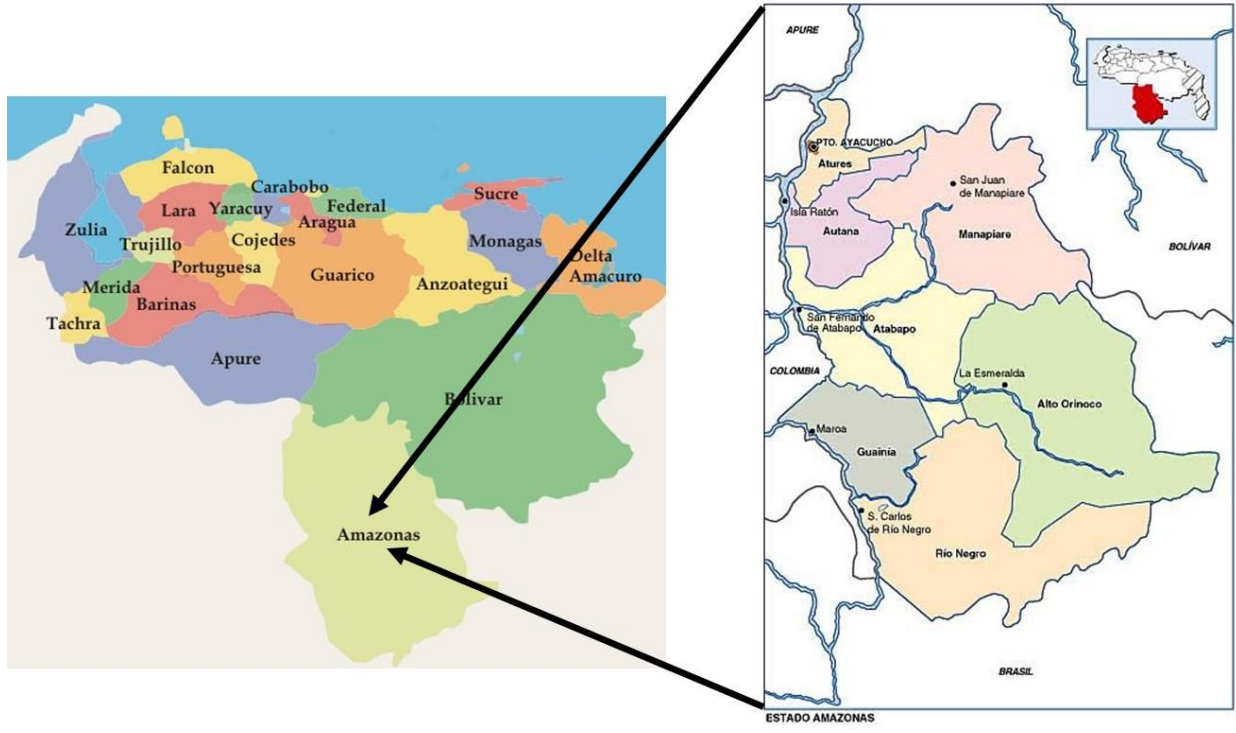 Falcon
Carabobo
Federal
Sucre
Lara
Yaracuy
Aragua
Zulia
Trujillo
Cojedes
Monagas
Delta
Amacuro
Portuguesa
Guarico
Anzoategui
Merida
Barinas
Tachra
Apure
Bolivar
Amazonas
APURE
PTO. AYACUCHO
Atures
San Juan
de Manapiare
Isla Ratón
Autana
Manapiare
BOLÍVAR
San Fernando
de Atabapo
Atabapo
COLOMBIA
La Esmeralda
Alto Orinoco
Maroa
Guainía
S. Carlos
de Río Negro
Río Negro
BRASIL
ESTADO AMAZONAS